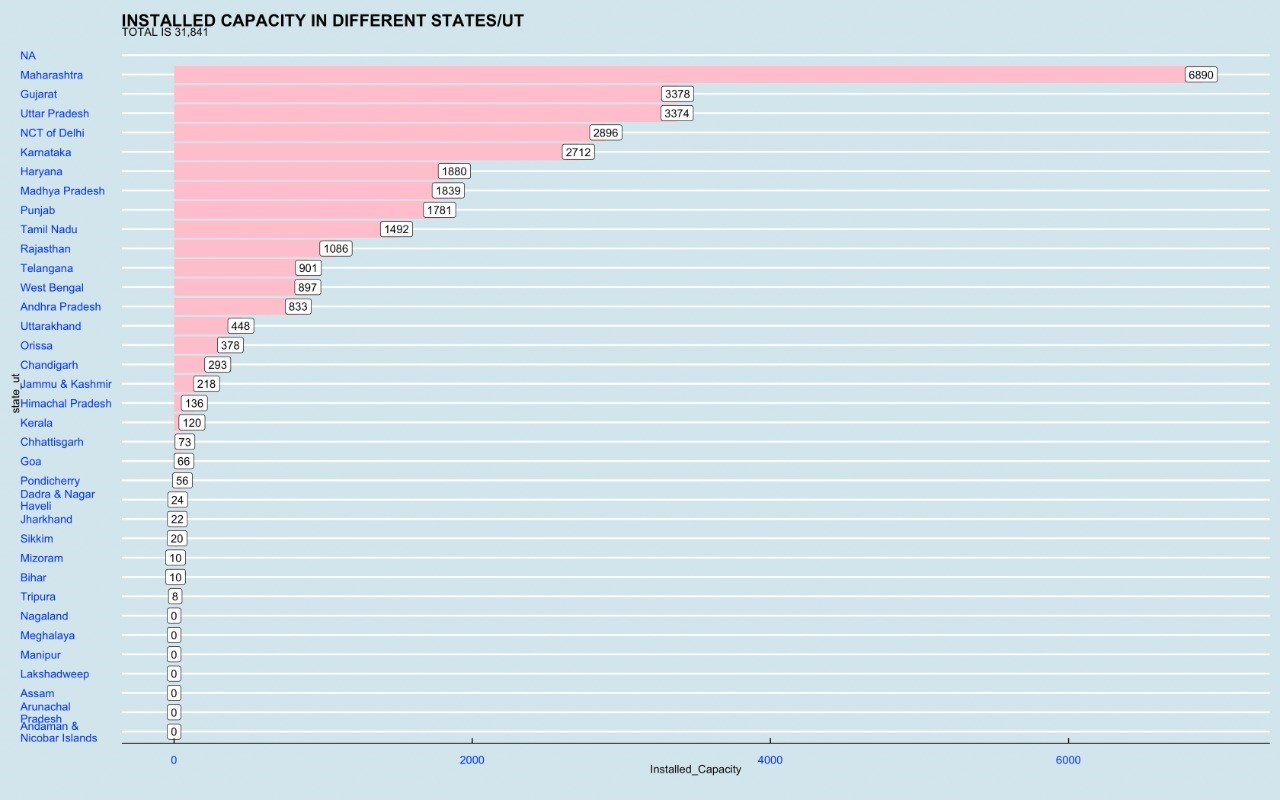 INSTALLED CAPACITY IN DIFFERENT STATES/UT
TOTAL IS 31,841
NA
Maharashtra 6890
Gujarat 3378
Uttar Pradesh 3374
NCT of Delhi 2896
Karnataka 2712
Haryana 1880
Madhya Pradesh 1839
Punjab 1781
Tamil Nadu 1492
Rajasthan 1086
Telangana 901
West Bengal 897
Andhra Pradesh 833
Uttarakhand 448
Orissa 378
Chandigarh 293
Jammu & Kashmir 218
Himachal Pradesh 136
Kerala 120
Chhattisgarh 73
Goa 66
Pondicherry 56
Dadra & Nagar
Haveli 24
Jharkhand 22
Sikkim 20
Mizoram 10
Bihar 10
Tripura 8
Nagaland 0
Meghalaya 0
Manipur 0
Lakshadweep 0
Assam 0
Arunachal
Pradesh 0
Andaman &
Nicobar Islands 0
state_ut
0 2000 4000 6000
Installed_Capacity